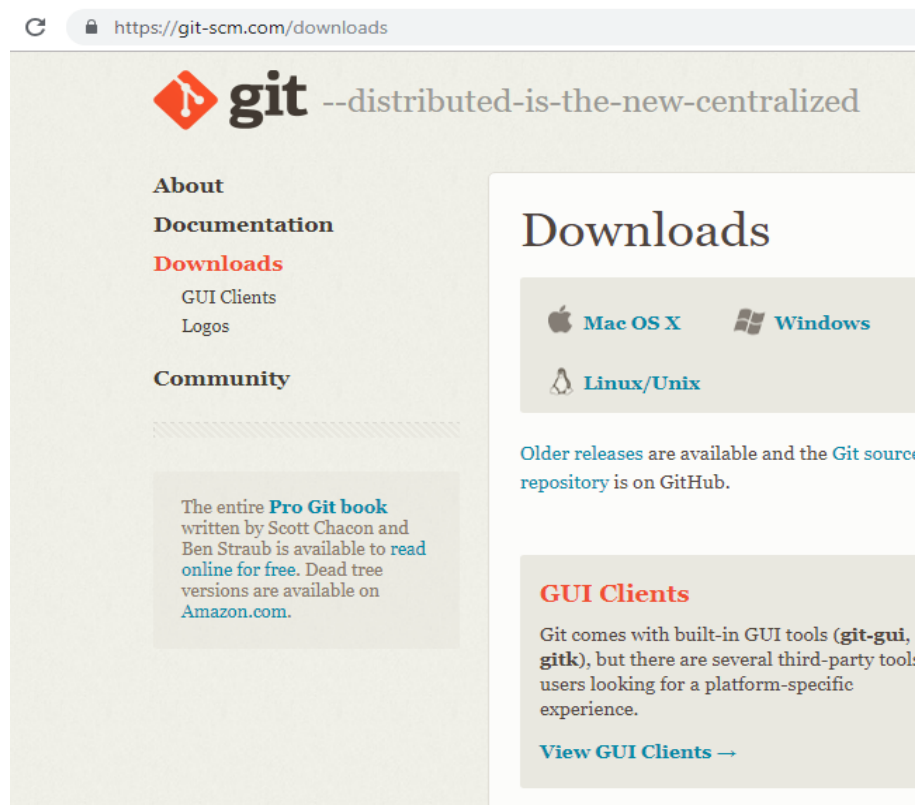 https://git-scm.com/downloads
git --distributed-is-the-new-centralized
About
Documentation
Downloads
GUI Clients
Logos
Community
The entire Pro Git book
written by Scott Chacon and
Ben Straub is available to read
online for free. Dead tree
versions are available on
Amazon.com.
Downloads
Mac OS X Windows
Linux/Unix
Older releases are available and the Git source
repository is on GitHub.
GUI Clients
Git comes with built-in GUI tools (git-gui,
gitk), but there are several third-party tools
users looking for a platform-specific
experience.
View GUI Clients →